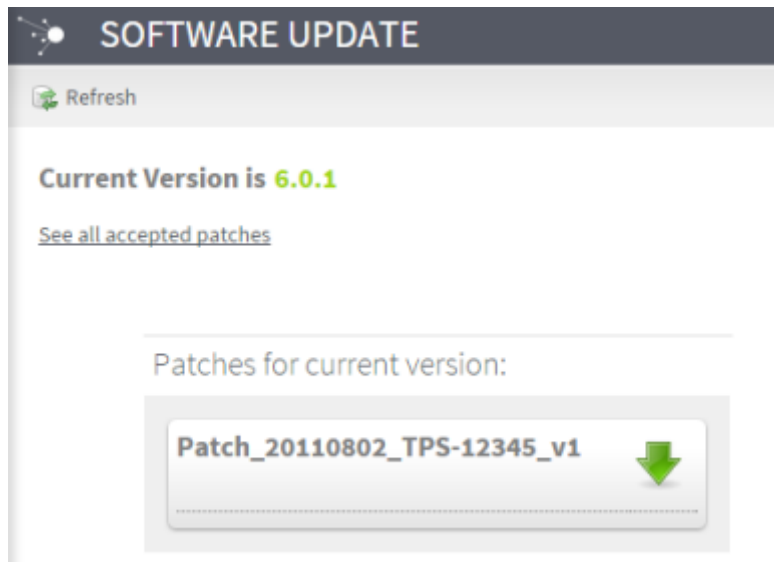 SOFTWARE UPDATE
Refresh
Current Version is 6.0.1
See all accepted patches
Patches for current version:
Patch_20110802_TPS-12345_v1